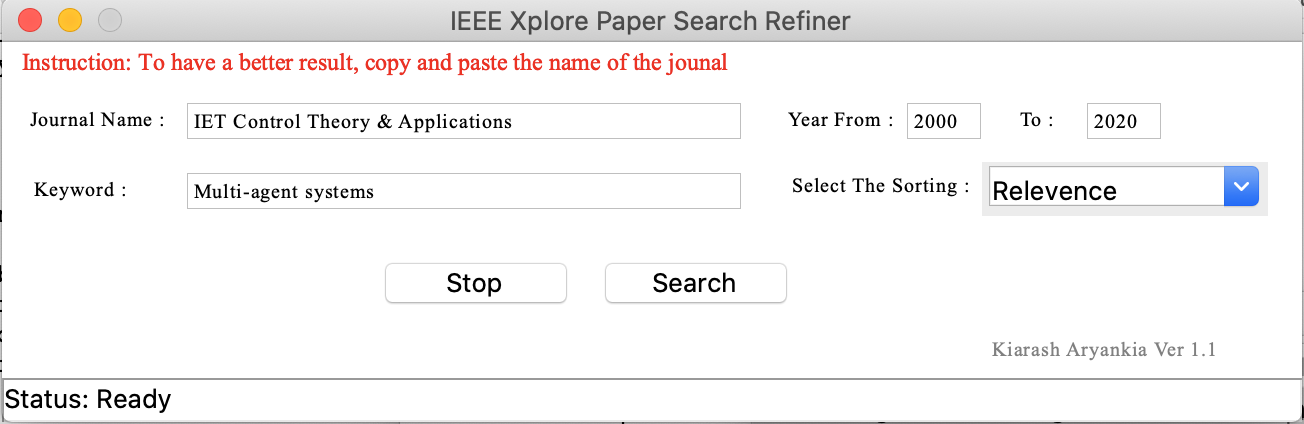 IEEE Xplore Paper Search Refiner
Instruction: To have a better result, copy and paste the name of the jounal
Journal Name : IET Control Theory & Applications Year From : 2000 To : 2020
Keyword : Multi-agent systems Select The Sorting : Relevence
Stop Search
Kiarash Aryankia Ver 1.1
Status: Ready